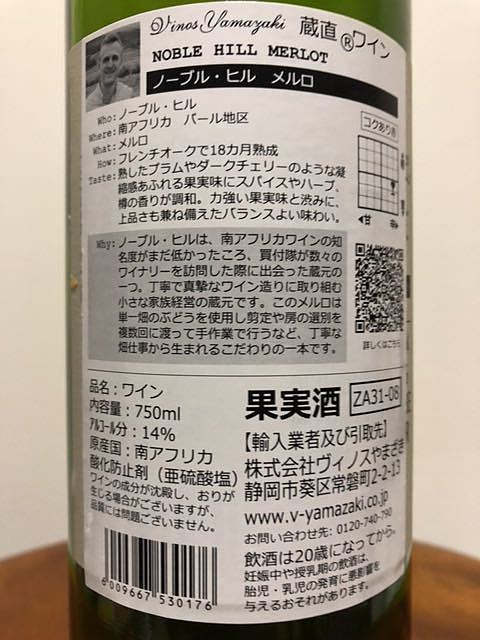 Vinos Yamazaki 蔵直®ワイン
NOBLE HILL MERLOT
ノーブル・ヒル メルロ
Who:ノーブル・ヒル
Where:南アフリカ パール地区
What:メルロ
How:フレンチオークで18カ月熟成
Taste:熟したプラムやダークチェリーのような凝
縮感あふれる果実味にスパイスやハーブ、
樽の香りが調和。力強い果実味と渋みに、
上品さも兼ね備えたバランスよい味わい。
コクあり
甘
Why:ノーブル・ヒルは、南アフリカワインの知
名度がまだ低かったころ、買付隊が数々の
ワイナリーを訪問した際に出会った蔵元の
一つ。丁寧で真摯なワイン造りに取り組む
小さな家族経営の蔵元です。このメルロは
単一畑のぶどうを使用し剪定や房の選別を
複数回に渡って手作業で行うなど、丁寧な
畑仕事から生まれるこだわりの一本です。
詳しくはこちら
品名：ワイン
内容量：750ml
アルコール分：14%
原産国：南アフリカ
酸化防止剤（亜硫酸塩）
ワインの成分が沈殿し、おりが
生じる場合がございますが、
品質には問題ございません。
6009667530176
果実酒 ZA31-08
【輸入業者及び引取先】
株式会社ヴィノスやまざき
静岡市葵区常磐町2-2-13
www.v-yamazaki.co.jp
お問い合わせ先：0120-740-790
飲酒は20歳になってから。
妊娠中や授乳期の飲酒は、
胎児・乳児の発育に悪影響を
与えるおそれがあります。